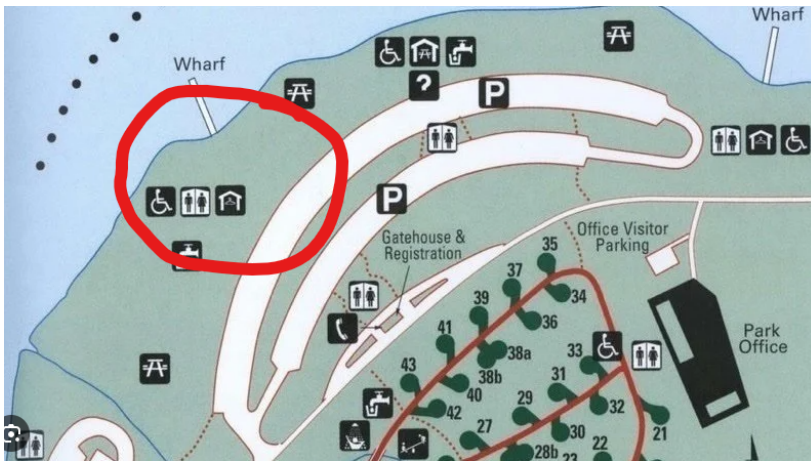 Wharf
Wharf
?
P
P
Gatehouse &
Registration
Office Visitor
Parking
Park
Office
35
37
34
39
36
41
38a
38b
43
40
42
33
31
29
32
30
27
28b
21
22
23